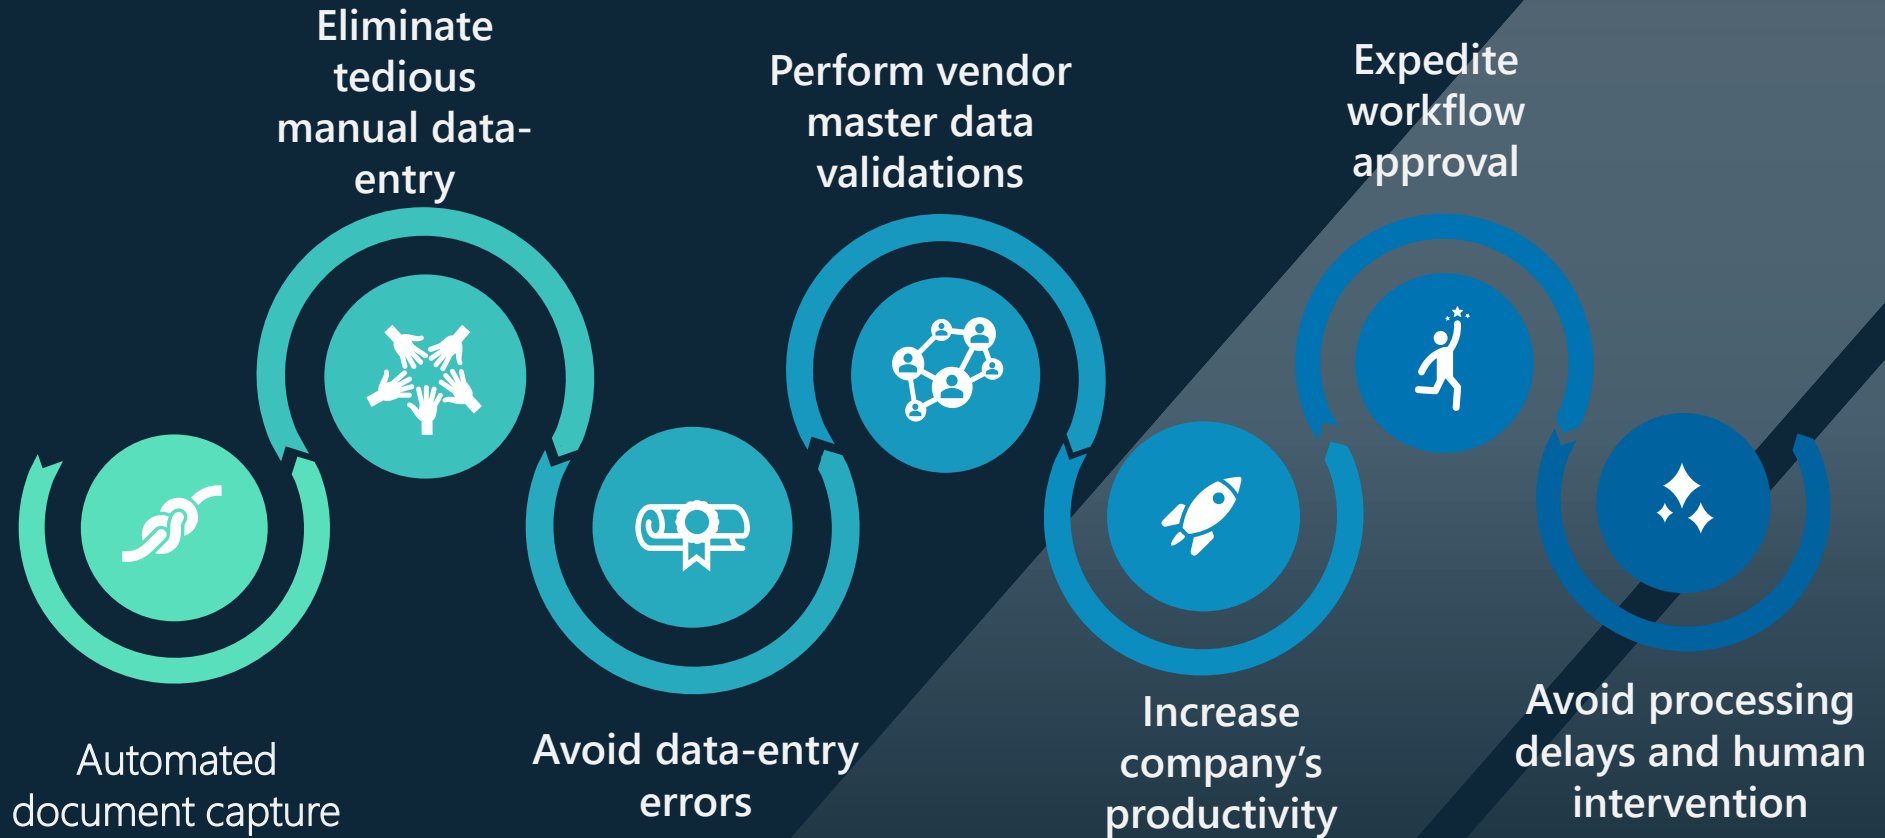 Automated
document capture
Eliminate
tedious
manual data-
entry
Avoid data-entry
errors
Perform vendor
master data
validations
Increase
company’s
productivity
Expedite
workflow
approval
Avoid processing
delays and human
intervention